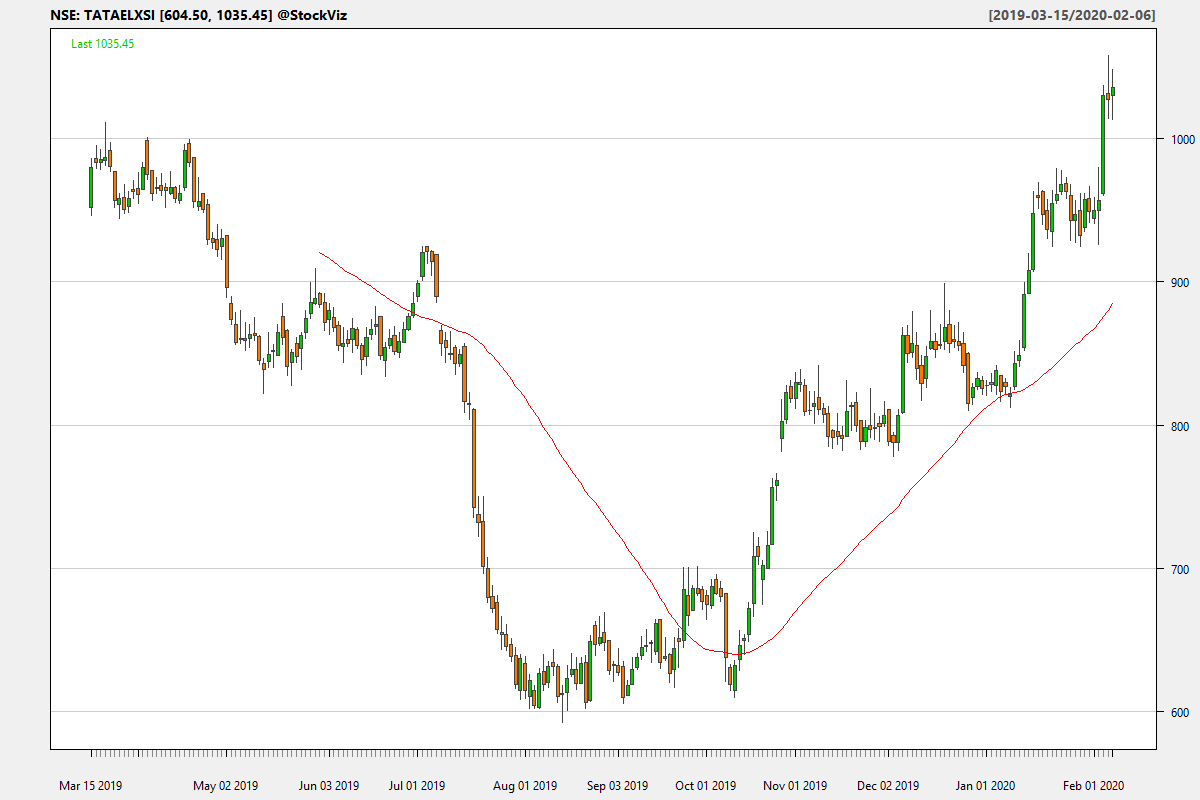 NSE: TATAELXSI [604.50, 1035.45] @StockViz
[2019-03-15/2020-02-06]
Last 1035.45
1000
900
800
700
600
Mar 15 2019 May 02 2019 Jun 03 2019 Jul 01 2019 Aug 01 2019 Sep 03 2019 Oct 01 2019 Nov 01 2019 Dec 02 2019 Jan 01 2020 Feb 01 2020